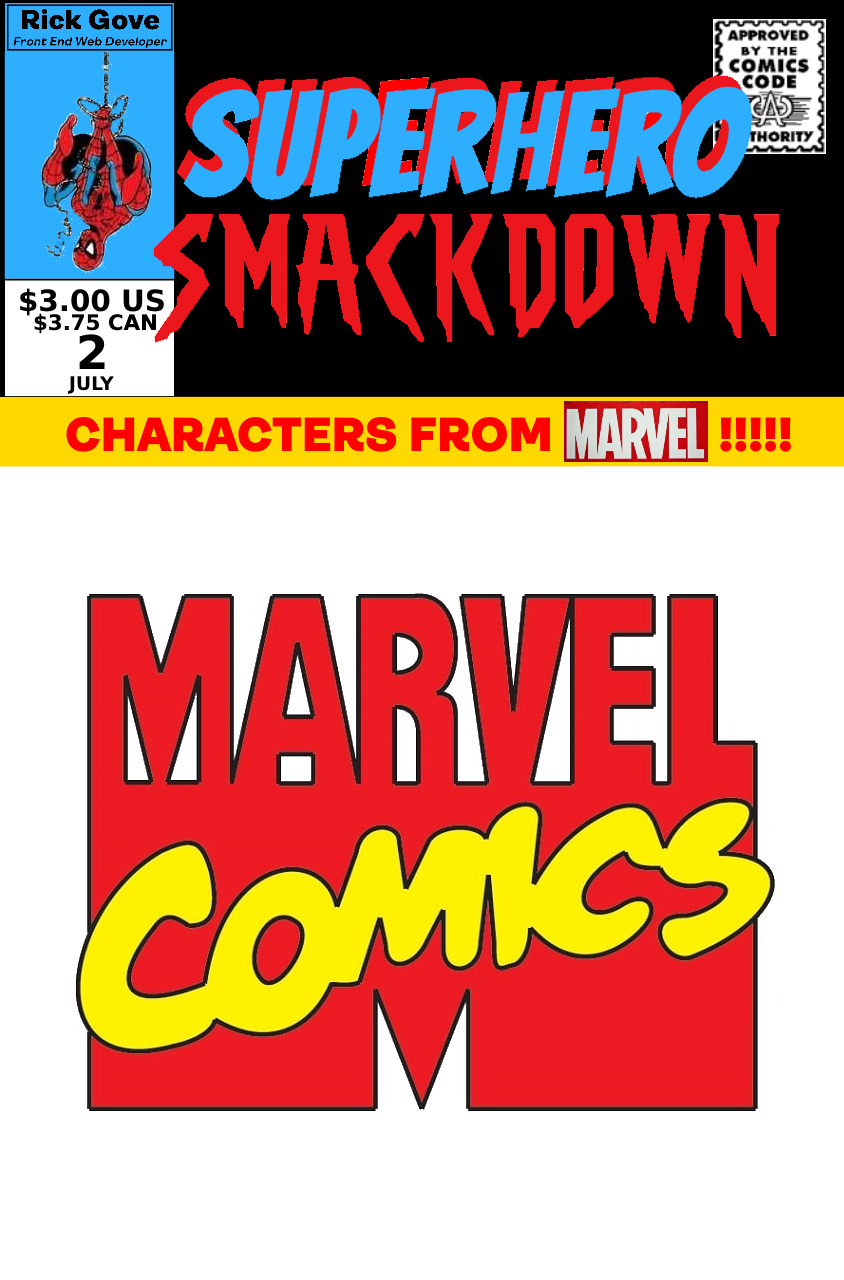 Rick Gove
Front End Web Developer
APPROVED
BY THE
COMICS
CODE
CA
THORITY
SUPERHERO
SMACKDOWN
$3.00 US
$3.75 CAN
2
JULY
CHARACTERS FROM MARVEL !!!!!
MARVEL
COMICS